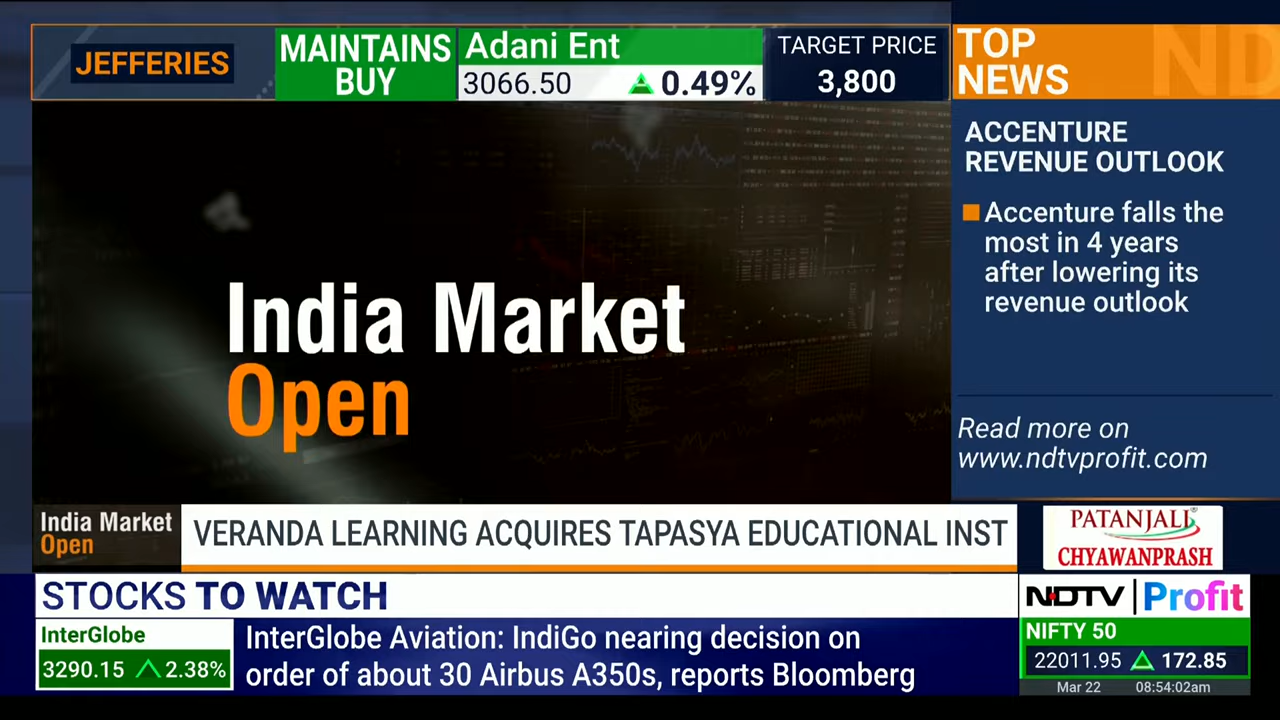 JEFFERIES
MAINTAINS
BUY
Adani Ent
3066.50 ▲ 0.49%
TARGET PRICE
3,800
TOP
NEWS
ND
ACCENTURE
REVENUE OUTLOOK
Accenture falls the
most in 4 years
after lowering its
revenue outlook
Read more on
www.ndtvprofit.com
India Market
Open
India Market
Open
VERANDA LEARNING ACQUIRES TAPASYA EDUCATIONAL INST
PATANJALI®
CHYAWANPRASH
STOCKS TO WATCH
InterGlobe
3290.15 2.38%
InterGlobe Aviation: IndiGo nearing decision on
order of about 30 Airbus A350s, reports Bloomberg
NDTV Profit
NIFTY 50
22011.95 ▲ 172.85
Mar 22 08:54:02am